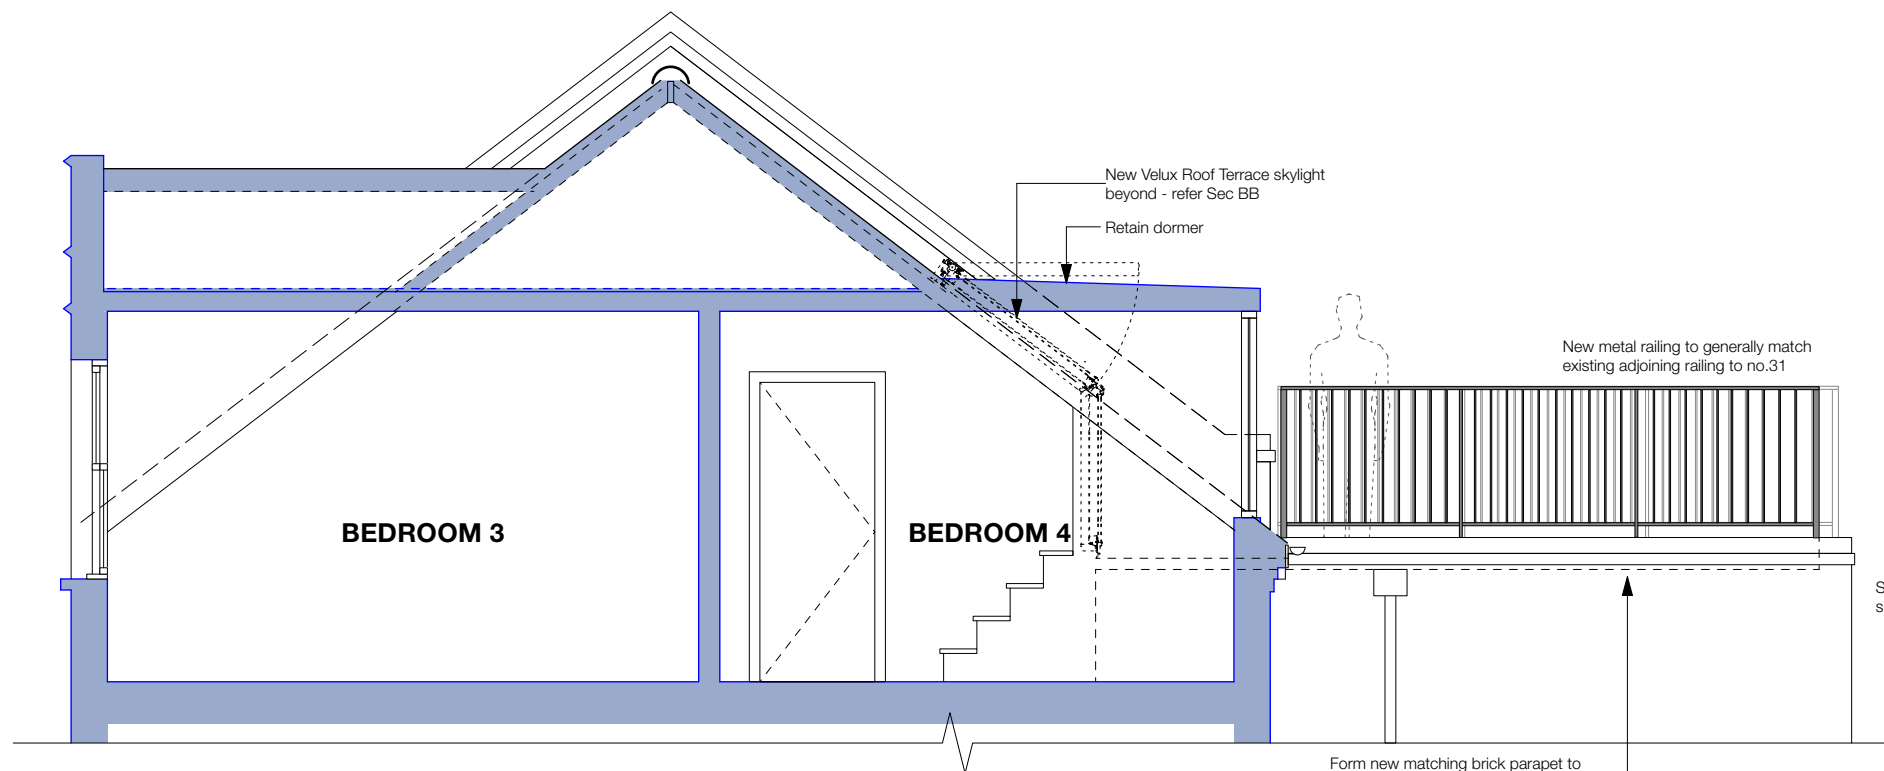 New Velux Roof Terrace skylight
beyond - refer Sec BB
Retain dormer
New metal railing to generally match
existing adjoining railing to no.31
BEDROOM 3
BEDROOM 4
S
s
Form new matching brick parapet to